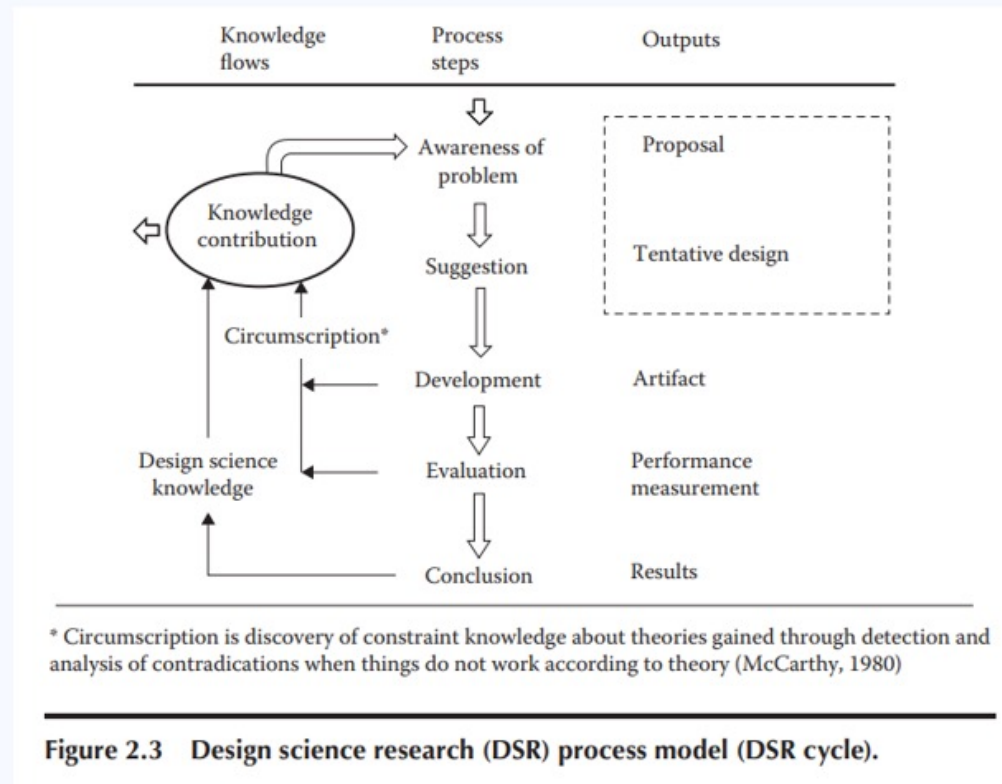 Knowledge
flows
Process
steps
Outputs
Awareness of
problem
Proposal
Knowledge
contribution
Suggestion
Tentative design
Circumscription*
Development
Artifact
Design science
knowledge
Evaluation
Performance
measurement
Conclusion
Results
* Circumscription is discovery of constraint knowledge about theories gained through detection and
analysis of contradications when things do not work according to theory (McCarthy, 1980)
Figure 2.3 Design science research (DSR) process model (DSR cycle).